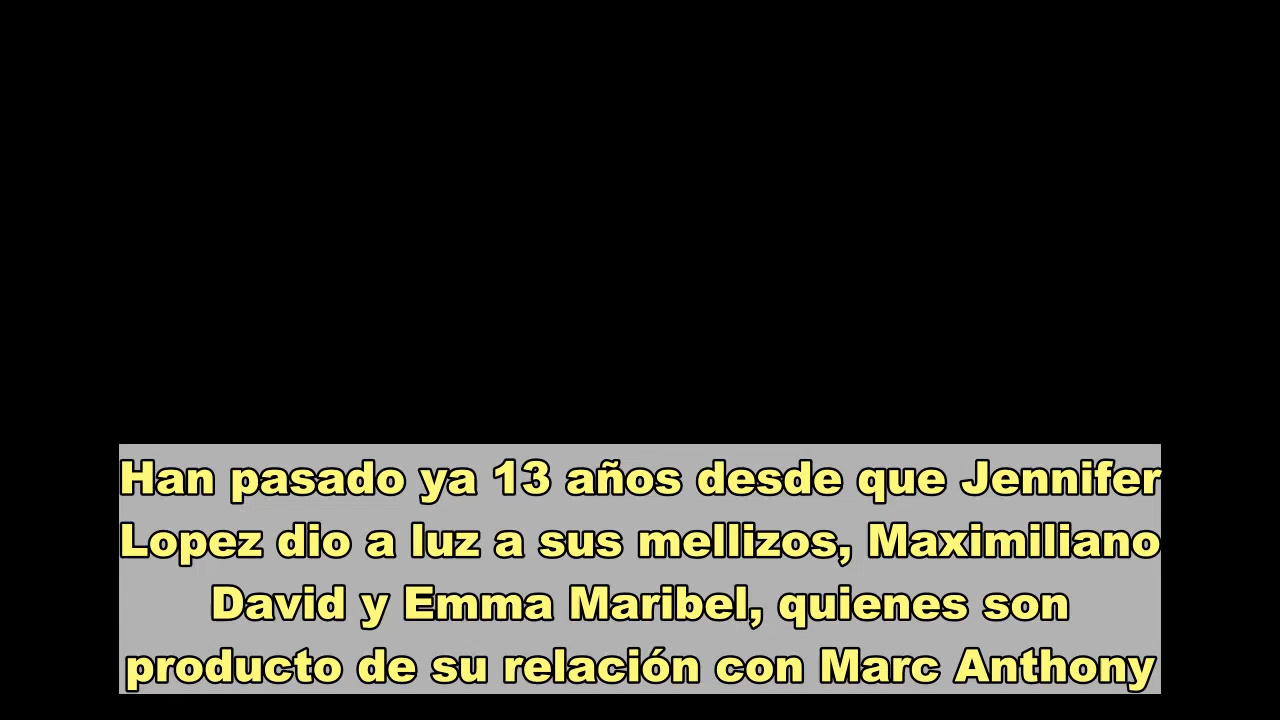 Han pasado ya 13 años desde que Jennifer
Lopez dio a luz a sus mellizos, Maximiliano
David y Emma Maribel, quienes son
producto de su relación con Marc Anthony